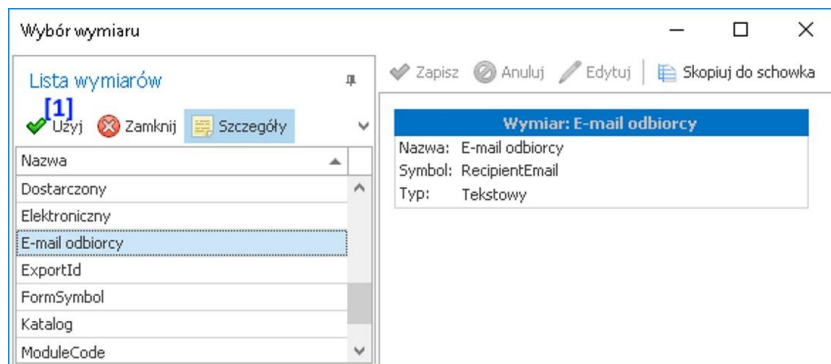 Wybór wymiaru
Lista wymiarów
[1]
Użyj Zamknij Szczegóły
Nazwa
Dostarczony
Elektroniczny
E-mail odbiorcy
ExportId
FormSymbol
Katalog
ModuleCode
Zapisz Anuluj Edytuj Skopiuj do schowka
Wymiar: E-mail odbiorcy
Nazwa: E-mail odbiorcy
Symbol: RecipientEmail
Typ: Tekstowy